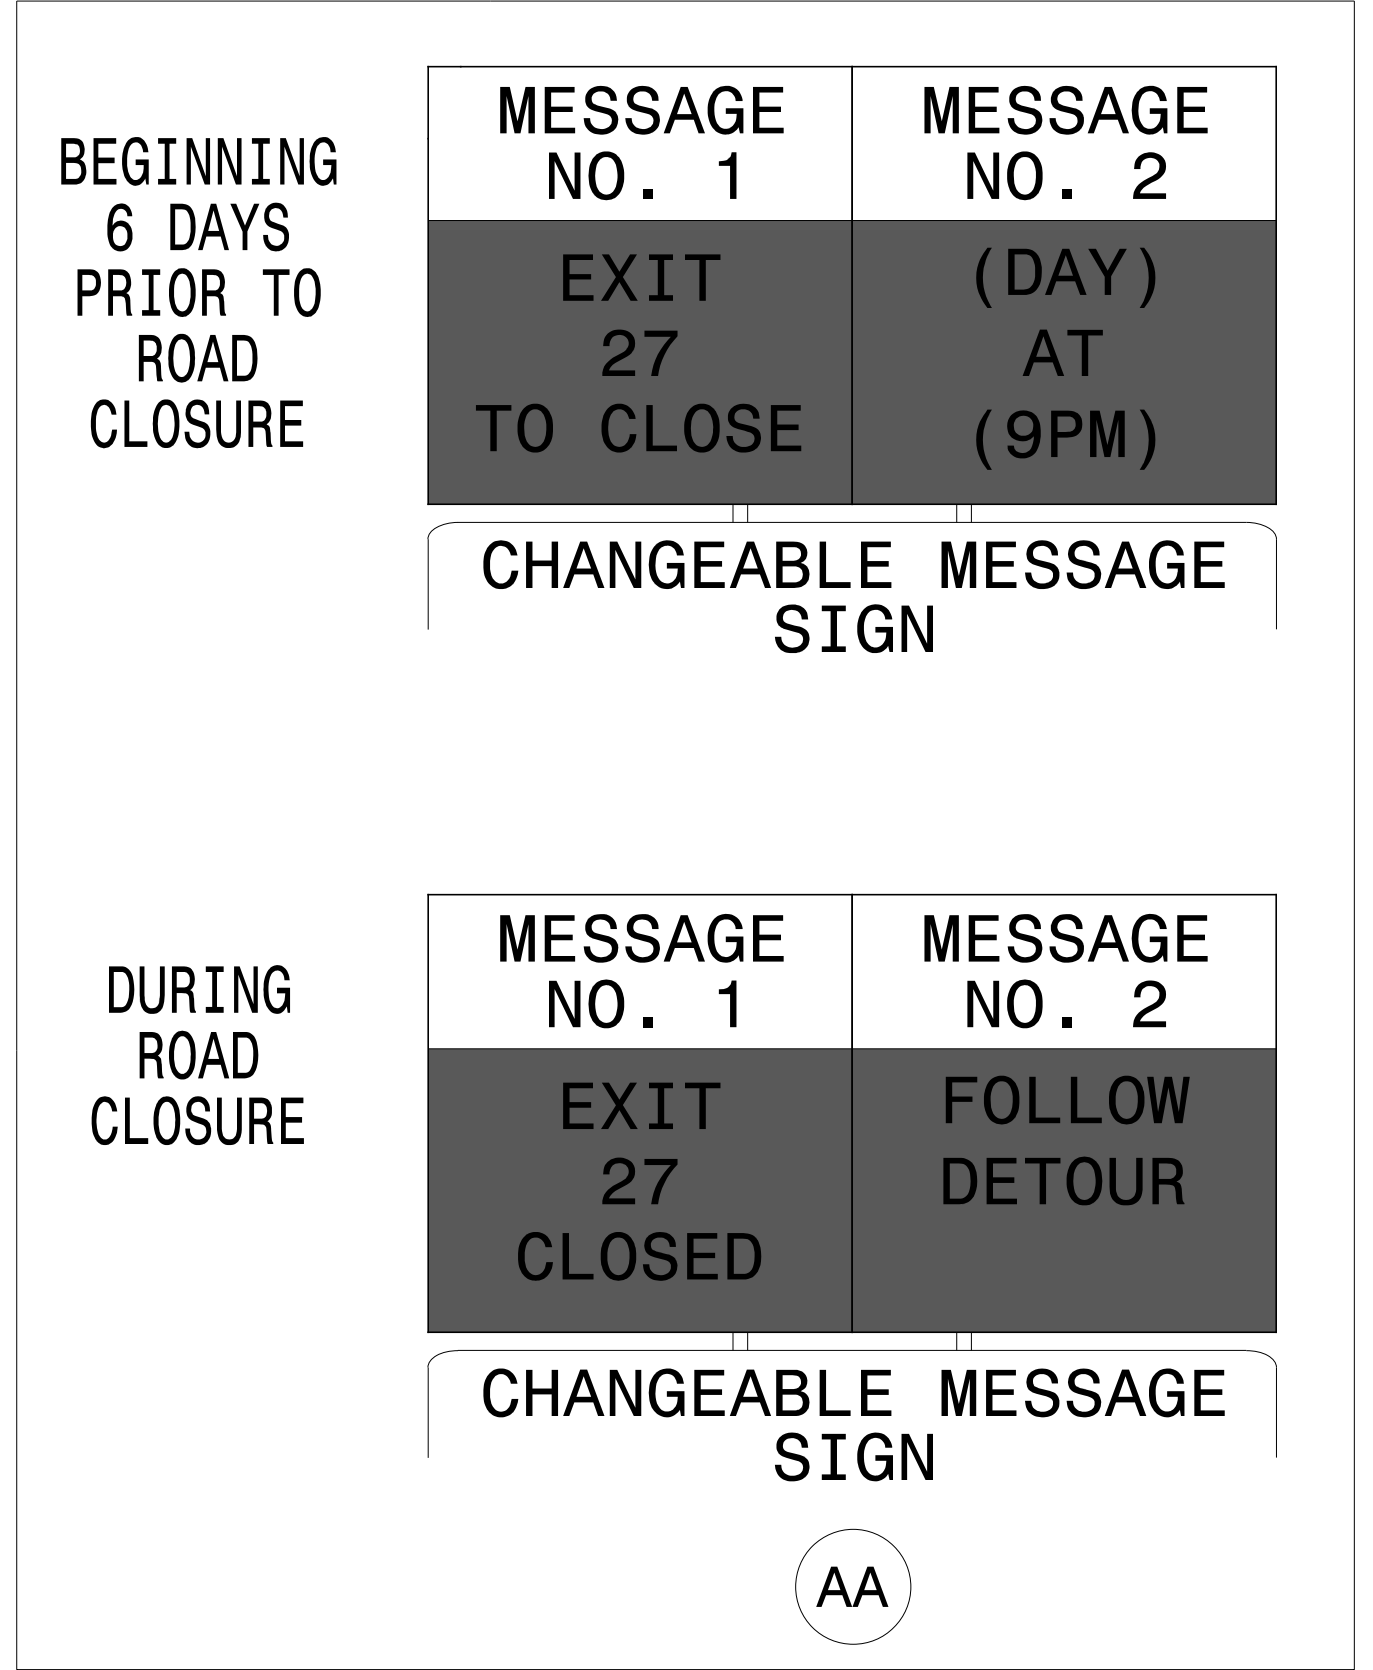 BEGINNING
6 DAYS
PRIOR TO
ROAD
CLOSURE
MESSAGE
NO. 1
EXIT
27
TO CLOSE
MESSAGE
NO. 2
(DAY)
AT
(9PM)
CHANGEABLE MESSAGE
SIGN
DURING
ROAD
CLOSURE
MESSAGE
NO. 1
EXIT
27
CLOSED
MESSAGE
NO. 2
FOLLOW
DETOUR
CHANGEABLE MESSAGE
SIGN
AA